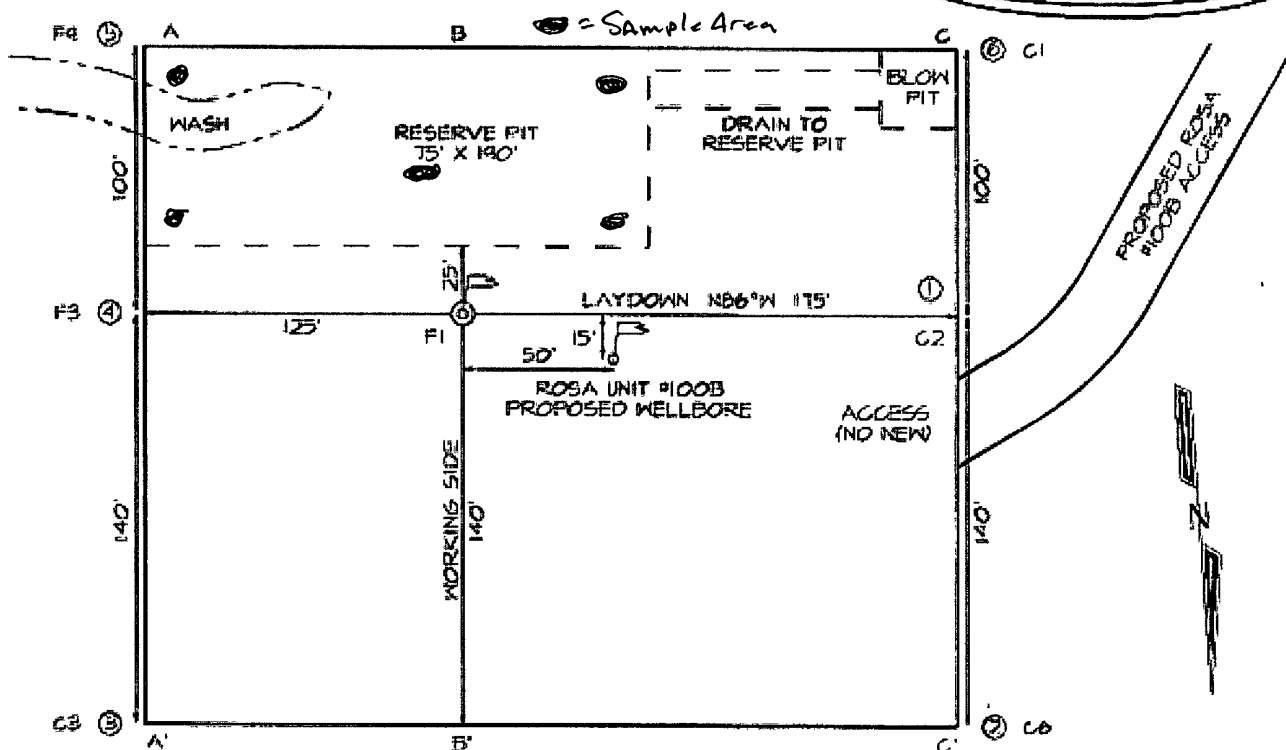 = Sample Area
F4 ⑤ A B C ⑥ C1
BLOW
PIT
WASH
RESERVE PIT
75' X 190'
DRAIN TO
RESERVE PIT
100'
100'
PROPOSED ROSA
#100B ACCESS
25'
LAYDOWN N86°W 175'
①
F3 ④
125'
F1
15'
C2
50'
ROSA UNIT #100B
PROPOSED WELLBORE
ACCESS
(NO NEW)
WORKING SIDE
140'
140'
140'
N
C3 ③
A' B' C'
② C8